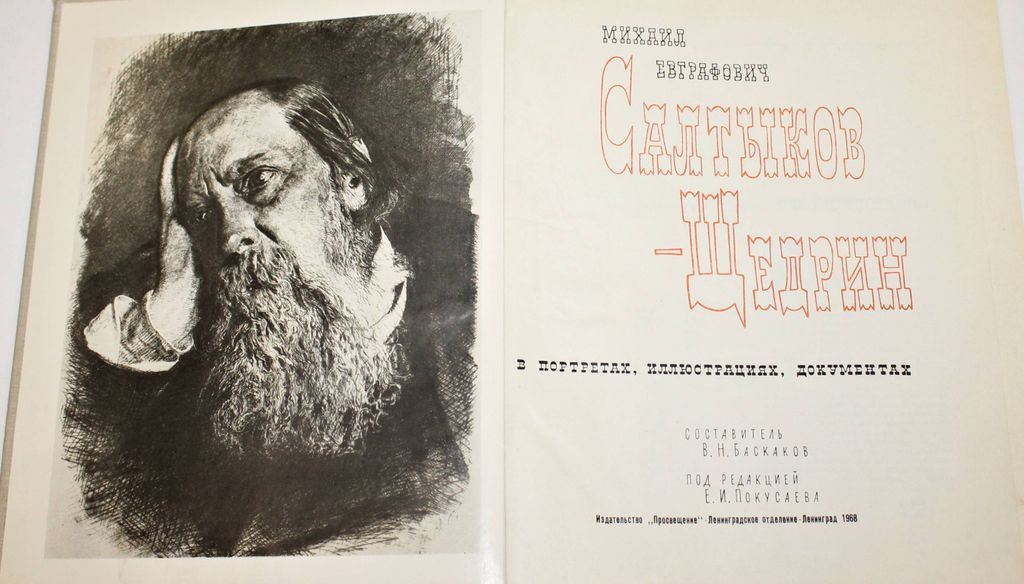 МИХАИЛ
ЕВГРАФОВИЧ
САЛТЫКОВ
-ЩЕДРИН
В ПОРТРЕТАХ, ИЛЛЮСТРАЦИЯХ, ДОКУМЕНТАХ
СОСТАВИТЕЛЬ
В. Н. БАСКАКОВ
ПОД РЕДАКЦИЕЙ
Е. И. ПОКУСАЕВА
Издательство „Просвещение“ · Ленинградское отделение · Ленинград 1968